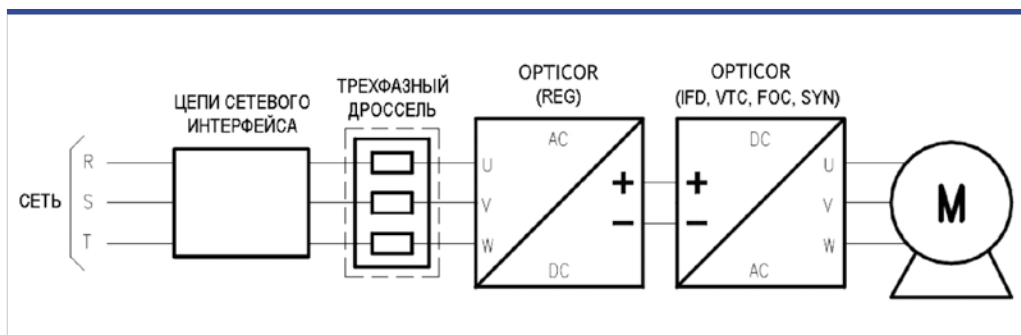 ЦЕПИ СЕТЕВОГО
ИНТЕРФЕЙСА
ТРЕХФАЗНЫЙ
ДРОССЕЛЬ
OPTICOR
(REG)
OPTICOR
(IFD, VTC, FOC, SYN)
СЕТЬ
R
S
T
AC
U
V
W
DC
+
−
DC
+
−
U
V
W
AC
M